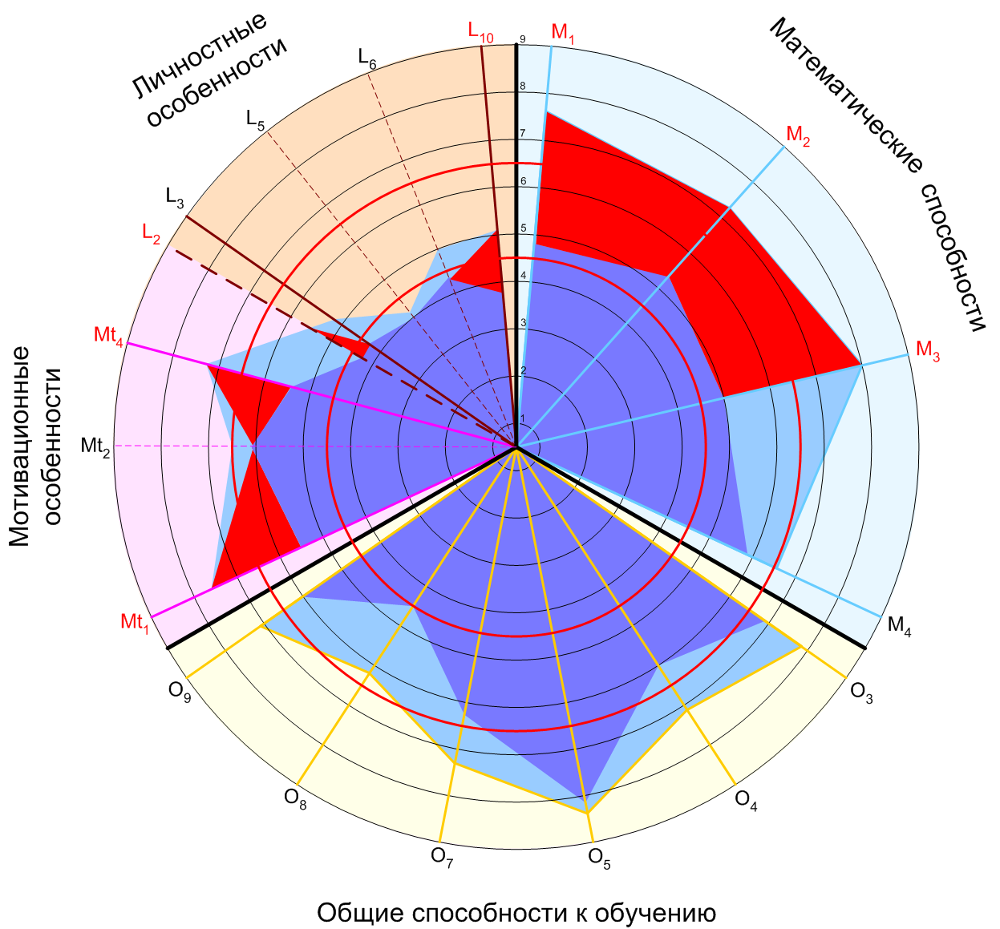 Личностные
особенности
Математические способности
Мотивационные
особенности
Общие способности к обучению
L10
M1
M2
M3
M4
O3
O4
O5
O7
O8
O9
Mt1
Mt2
Mt4
L2
L3
L5
L6
9
8
7
6
5
4
3
2
1